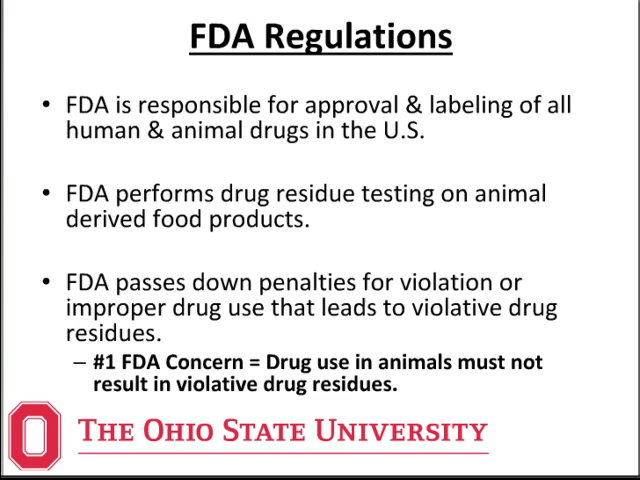 FDA Regulations
• FDA is responsible for approval & labeling of all
human & animal drugs in the U.S.
• FDA performs drug residue testing on animal
derived food products.
• FDA passes down penalties for violation or
improper drug use that leads to violative drug
residues.
– #1 FDA Concern = Drug use in animals must not
result in violative drug residues.
THE OHIO STATE UNIVERSITY